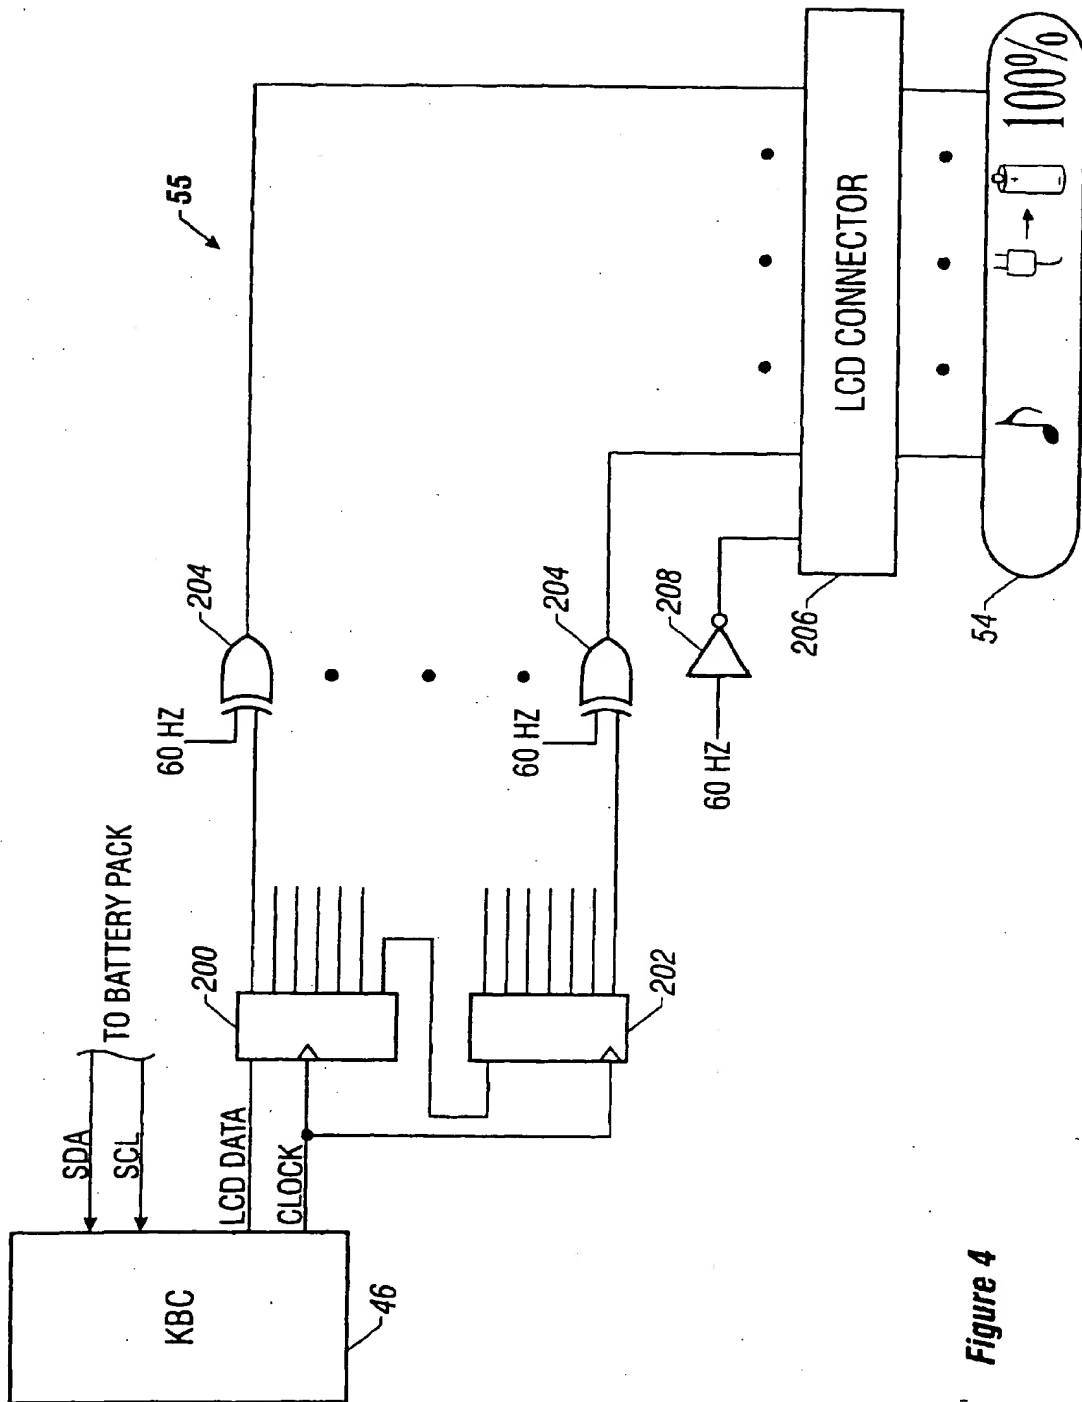 KBC
46
SDA
SCL
TO BATTERY PACK
LCD DATA
CLOCK
200
202
60 HZ
204
60 HZ
204
60 HZ
208
55
LCD CONNECTOR
206
100%
54
Figure 4